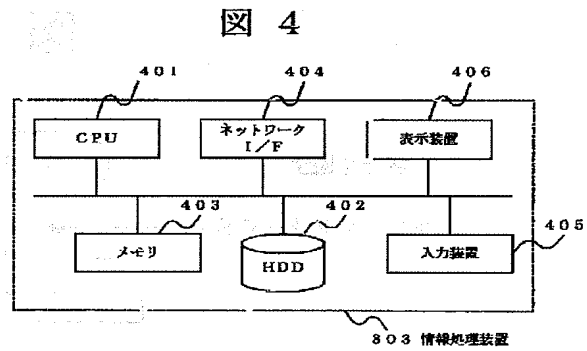 図 4
401
404
406
CPU
ネットワーク
I/F
表示装置
403
402
405
メモリ
HDD
入力装置
303 情報処理装置